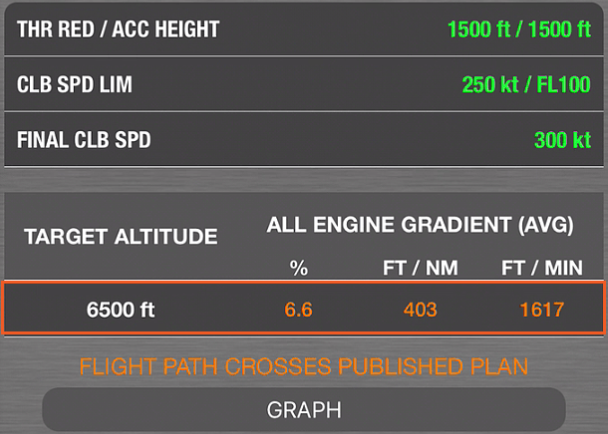 THR RED / ACC HEIGHT 1500 ft / 1500 ft
CLB SPD LIM 250 kt / FL100
FINAL CLB SPD 300 kt
TARGET ALTITUDE ALL ENGINE GRADIENT (AVG)
% FT / NM FT / MIN
6500 ft 6.6 403 1617
FLIGHT PATH CROSSES PUBLISHED PLAN
GRAPH